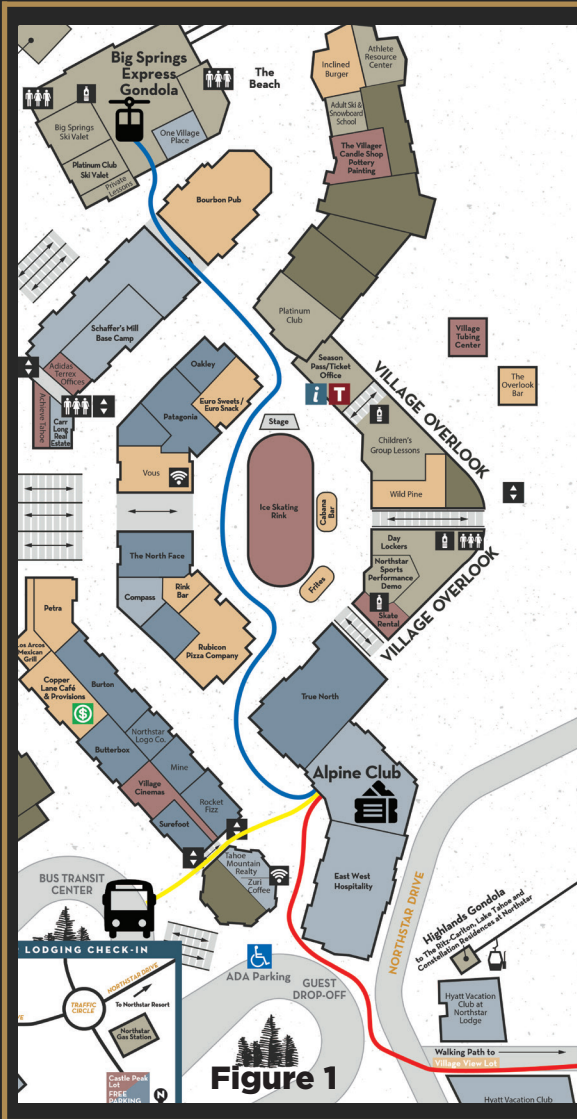 Big Springs
Express
Gondola
The
Beach
Big Springs
Ski Valet
Platinum Club
Ski Valet
Private
Lessons
One Village
Place
Inclined
Burger
Athlete
Resource
Center
Adult Ski &
Snowboard
School
The Villager
Candle Shop
Pottery
Painting
Bourbon Pub
Schaffer's Mill
Base Camp
Platinum
Club
Village
Tubing
Center
The
Overlook
Bar
Season
Pass/Ticket
Office
i
T
VILLAGE OVERLOOK
Adidas
Terrex
Offices
Achieve Tahoe
Carr
Long
Real
Estate
Oakley
Euro Sweets /
Euro Snack
Patagonia
Vous
Stage
Ice Skating
Rink
Cabana
Bar
Frites
Children's
Group Lessons
Wild Pine
Day
Lockers
Northstar
Sports
Performance
Demo
Skate
Rental
VILLAGE OVERLOOK
The North Face
Compass
Rink
Bar
Rubicon
Pizza Company
Petra
Los Arcos
Mexican
Grill
Copper
Lane Café
& Provisions
$
Burton
Northstar
Logo Co.
Butterbox
Mine
Village
Cinemas
Rocket
Fizz
Surefoot
True North
Alpine Club
East West
Hospitality
Tahoe
Mountain
Realty
Zuri
Coffee
BUS TRANSIT
CENTER
ADA Parking
GUEST
DROP-OFF
NORTHSTAR DRIVE
Highlands Gondola
to The Ritz-Carlton, Lake Tahoe and
Constellation Residences at Northstar
Hyatt Vacation
Club at
Northstar
Lodge
Walking Path to
Village View Lot
Hyatt Vacation Club
LODGING CHECK-IN
NORTHSTAR DRIVE
TRAFFIC
CIRCLE
To Northstar Resort
Northstar
Gas Station
Castle Peak
Lot
FREE
PARKING
N
Figure 1